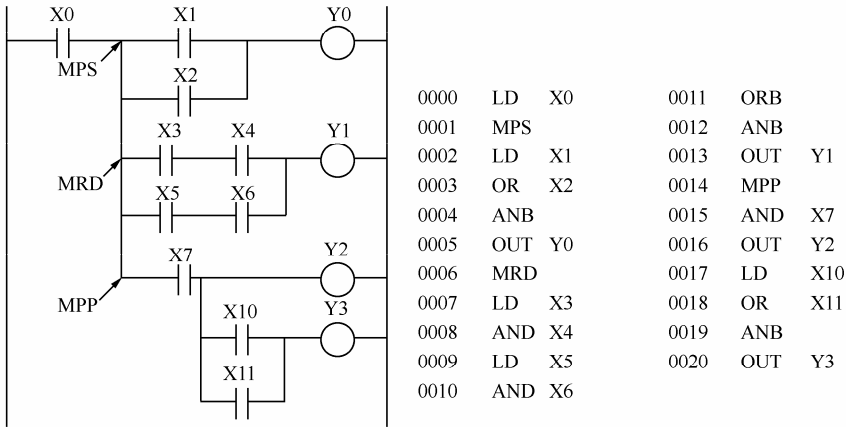 X0 X1 Y0
MPS
X2
X3 X4 Y1
MRD
X5 X6
X7 Y2
MPP
X10 Y3
X11
0000 LD X0
0001 MPS
0002 LD X1
0003 OR X2
0004 ANB
0005 OUT Y0
0006 MRD
0007 LD X3
0008 AND X4
0009 LD X5
0010 AND X6
0011 ORB
0012 ANB
0013 OUT Y1
0014 MPP
0015 AND X7
0016 OUT Y2
0017 LD X10
0018 OR X11
0019 ANB
0020 OUT Y3